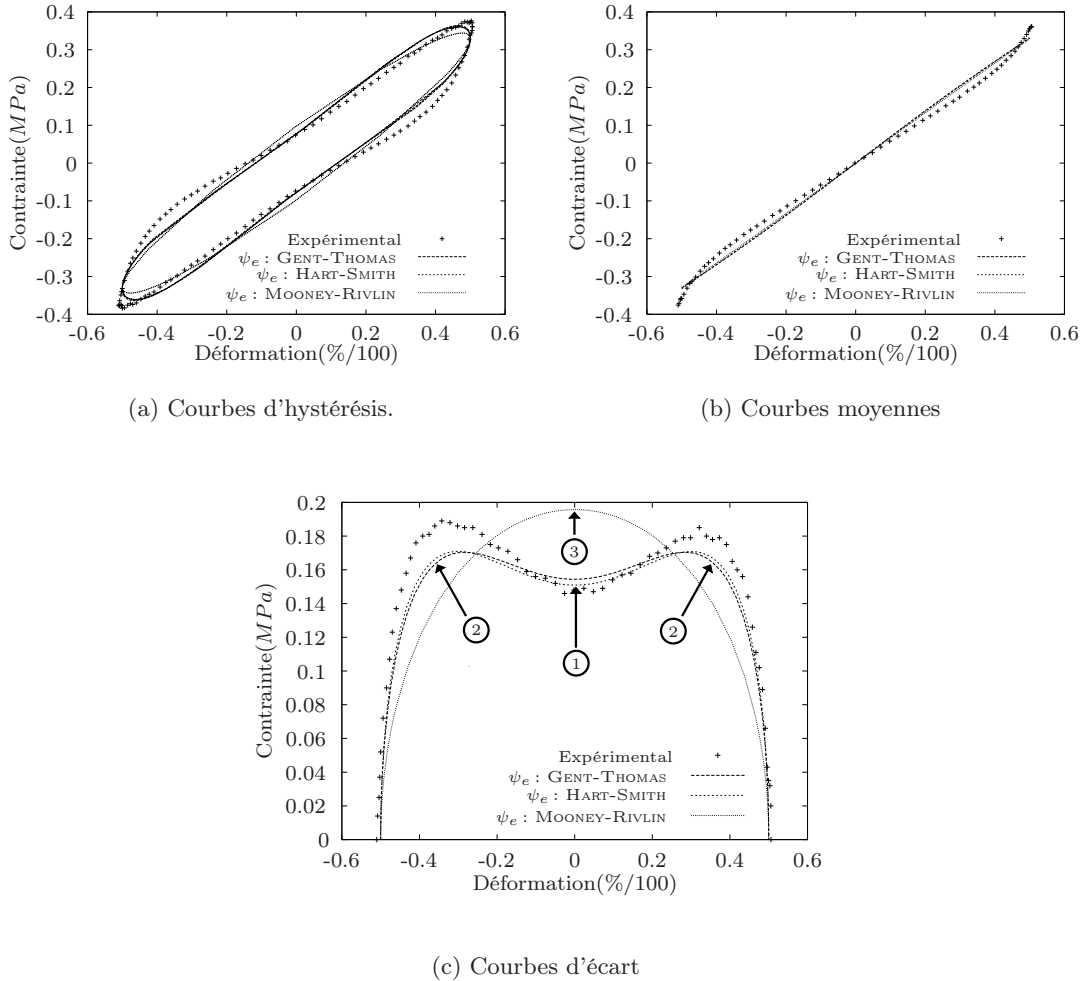 0.4
0.3
0.2
0.1
0
-0.1
-0.2
-0.3
-0.4
Contrainte(MPa)
-0.6 -0.4 -0.2 0 0.2 0.4 0.6
Déformation(%/100)
Expérimental
ψe : Gent-Thomas
ψe : Hart-Smith
ψe : Mooney-Rivlin
(a) Courbes d'hystérésis.
0.4
0.3
0.2
0.1
0
-0.1
-0.2
-0.3
-0.4
Contrainte(MPa)
-0.6 -0.4 -0.2 0 0.2 0.4 0.6
Déformation(%/100)
Expérimental
ψe : Gent-Thomas
ψe : Hart-Smith
ψe : Mooney-Rivlin
(b) Courbes moyennes
0.2
0.18
0.16
0.14
0.12
0.1
0.08
0.06
0.04
0.02
0
Contrainte(MPa)
3
2
2
1
Expérimental
ψe : Gent-Thomas
ψe : Hart-Smith
ψe : Mooney-Rivlin
-0.6 -0.4 -0.2 0 0.2 0.4 0.6
Déformation(%/100)
(c) Courbes d'écart